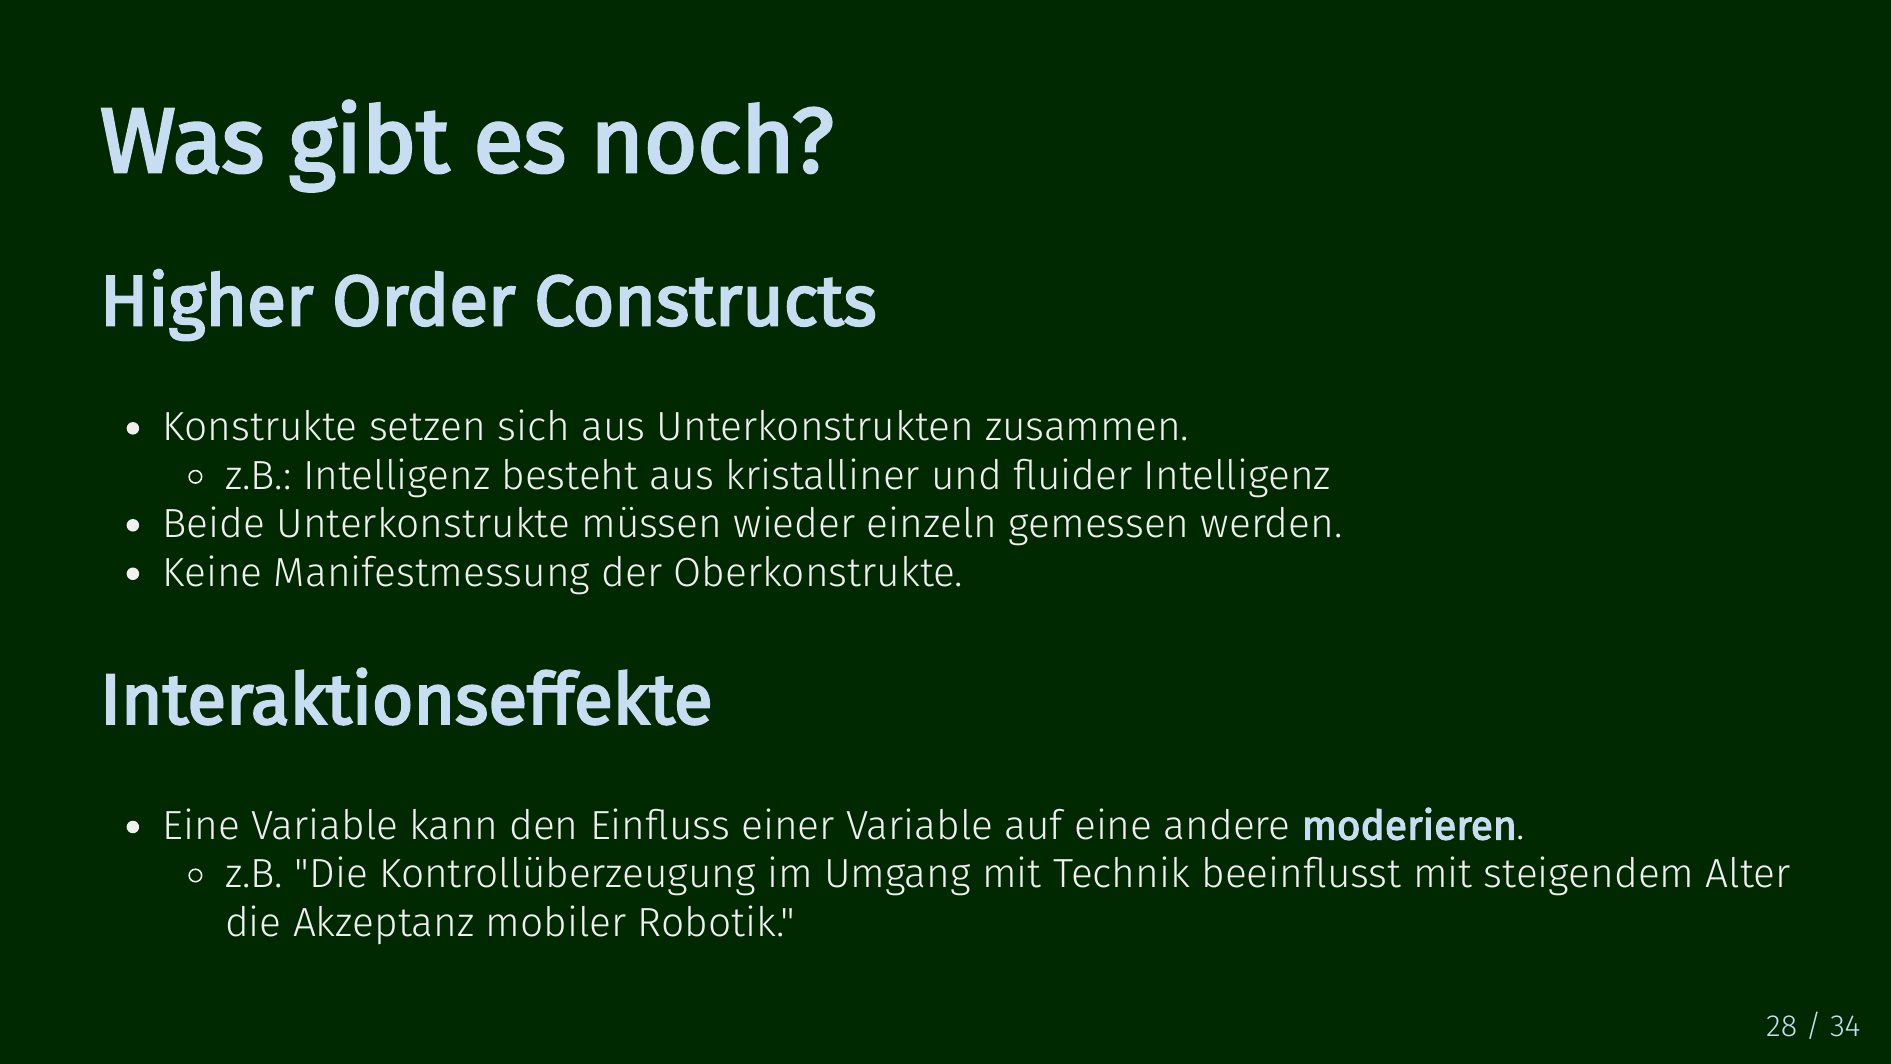 Was gibt es noch?
Higher Order Constructs
• Konstrukte setzen sich aus Unterkonstrukten zusammen.
◦ z.B.: Intelligenz besteht aus kristalliner und fluider Intelligenz
• Beide Unterkonstrukte müssen wieder einzeln gemessen werden.
• Keine Manifestmessung der Oberkonstrukte.
Interaktionseffekte
• Eine Variable kann den Einfluss einer Variable auf eine andere moderieren.
◦ z.B. "Die Kontrollüberzeugung im Umgang mit Technik beeinflusst mit steigendem Alter
die Akzeptanz mobiler Robotik."
28 / 34